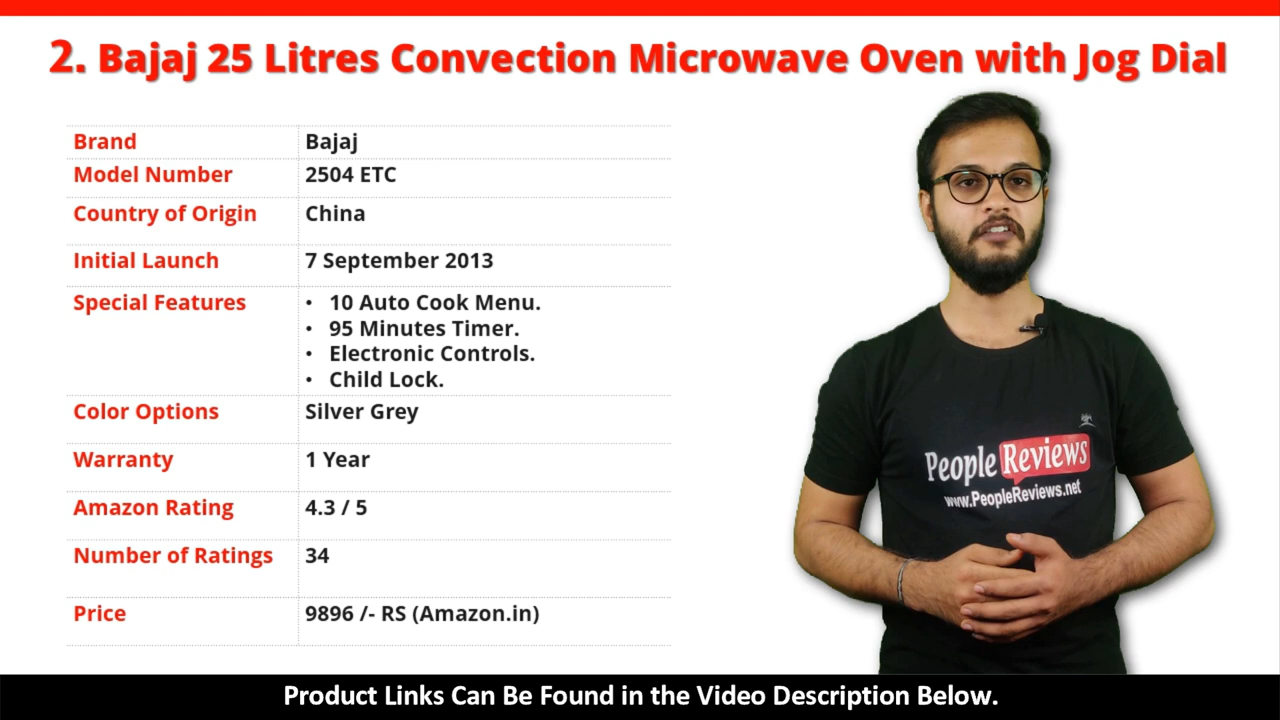 2. Bajaj 25 Litres Convection Microwave Oven with Jog Dial
Brand Bajaj
Model Number 2504 ETC
Country of Origin China
Initial Launch 7 September 2013
Special Features • 10 Auto Cook Menu.
• 95 Minutes Timer.
• Electronic Controls.
• Child Lock.
Color Options Silver Grey
Warranty 1 Year
Amazon Rating 4.3 / 5
Number of Ratings 34
Price 9896 /- RS (Amazon.in)
People Reviews
www.PeopleReviews.net
Product Links Can Be Found in the Video Description Below.